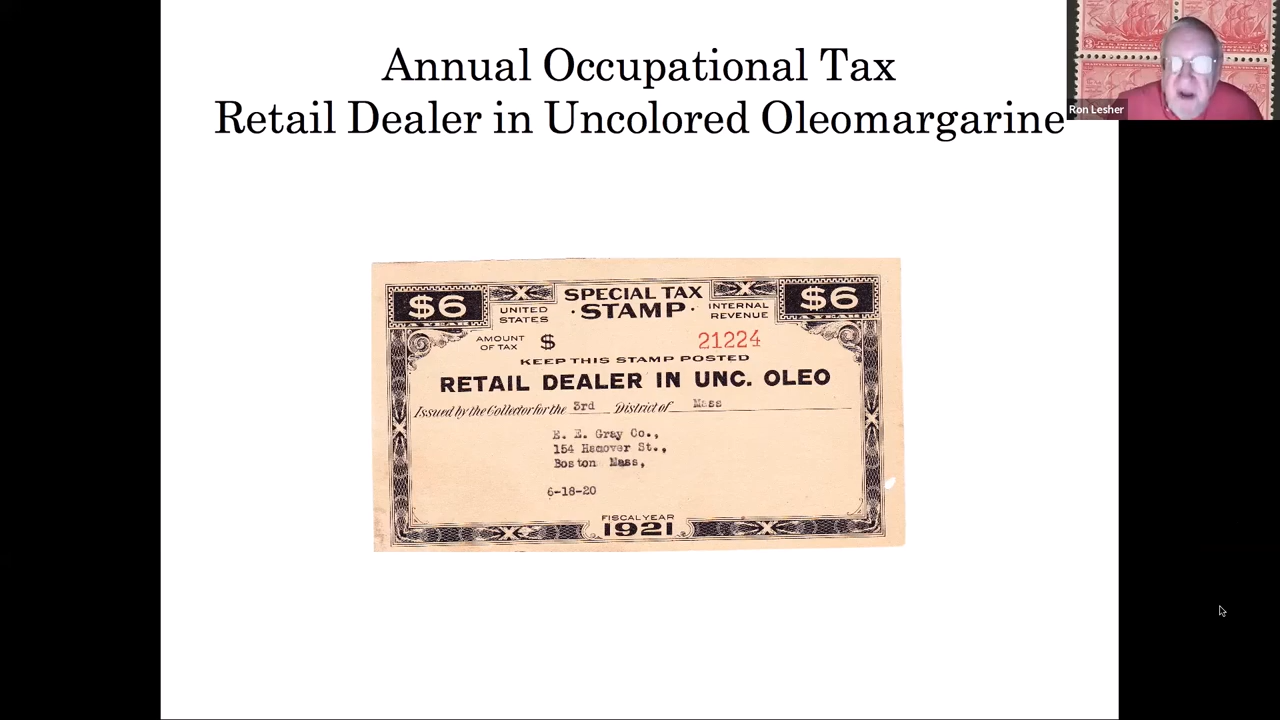 Annual Occupational Tax
Retail Dealer in Uncolored Oleomargarine
Ron Lesher
$6
A YEAR
UNITED
STATES
SPECIAL TAX
·STAMP·
INTERNAL
REVENUE
$6
A YEAR
AMOUNT
OF TAX
$
21224
KEEP THIS STAMP POSTED
RETAIL DEALER IN UNC. OLEO
Issued by the Collector for the 3rd District of Mass
E. E. Gray Co.,
154 Hanover St.,
Boston Mass,
6-18-20
FISCAL YEAR
1921